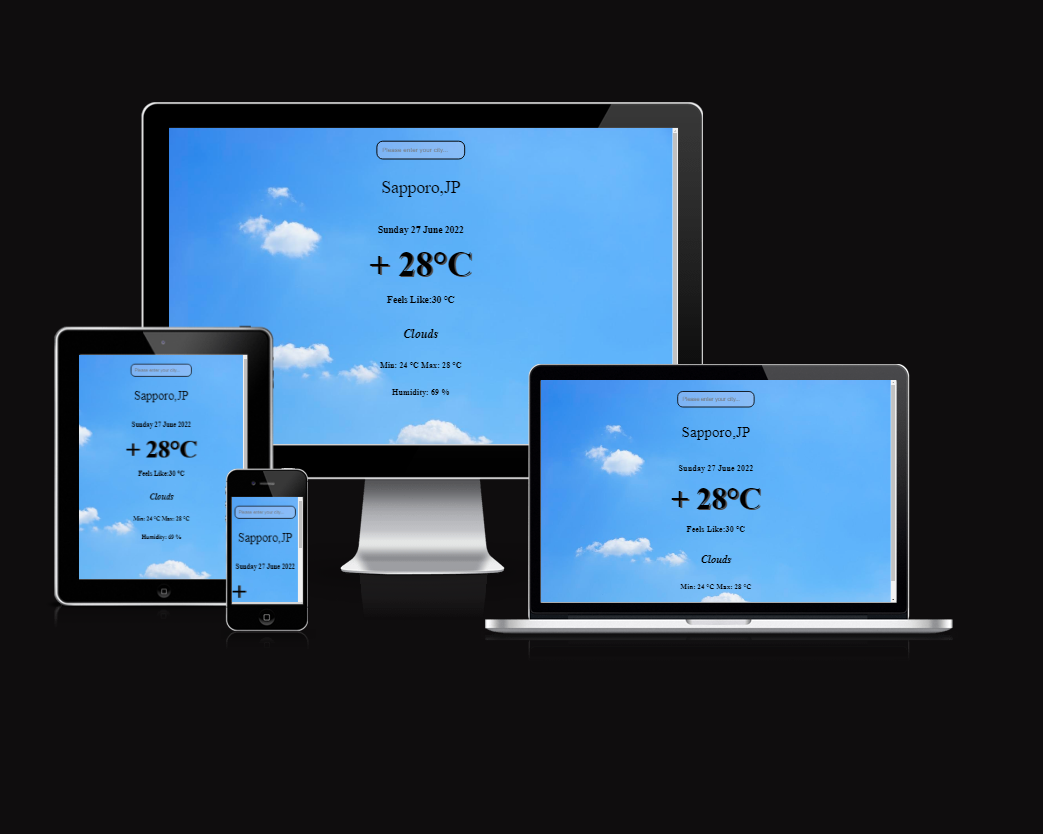 Please enter your city...
Sapporo,JP
Sunday 27 June 2022
+ 28°C
Feels Like:30 °C
Clouds
Min: 24 °C Max: 28 °C
Humidity: 69 %
Please enter your city...
Sapporo,JP
Sunday 27 June 2022
+ 28°C
Feels Like:30 °C
Clouds
Min: 24 °C Max: 28 °C
Humidity: 69 %
Please enter your city...
Sapporo,JP
Sunday 27 June 2022
+
Please enter your city...
Sapporo,JP
Sunday 27 June 2022
+ 28°C
Feels Like:30 °C
Clouds
Min: 24 °C Max: 28 °C